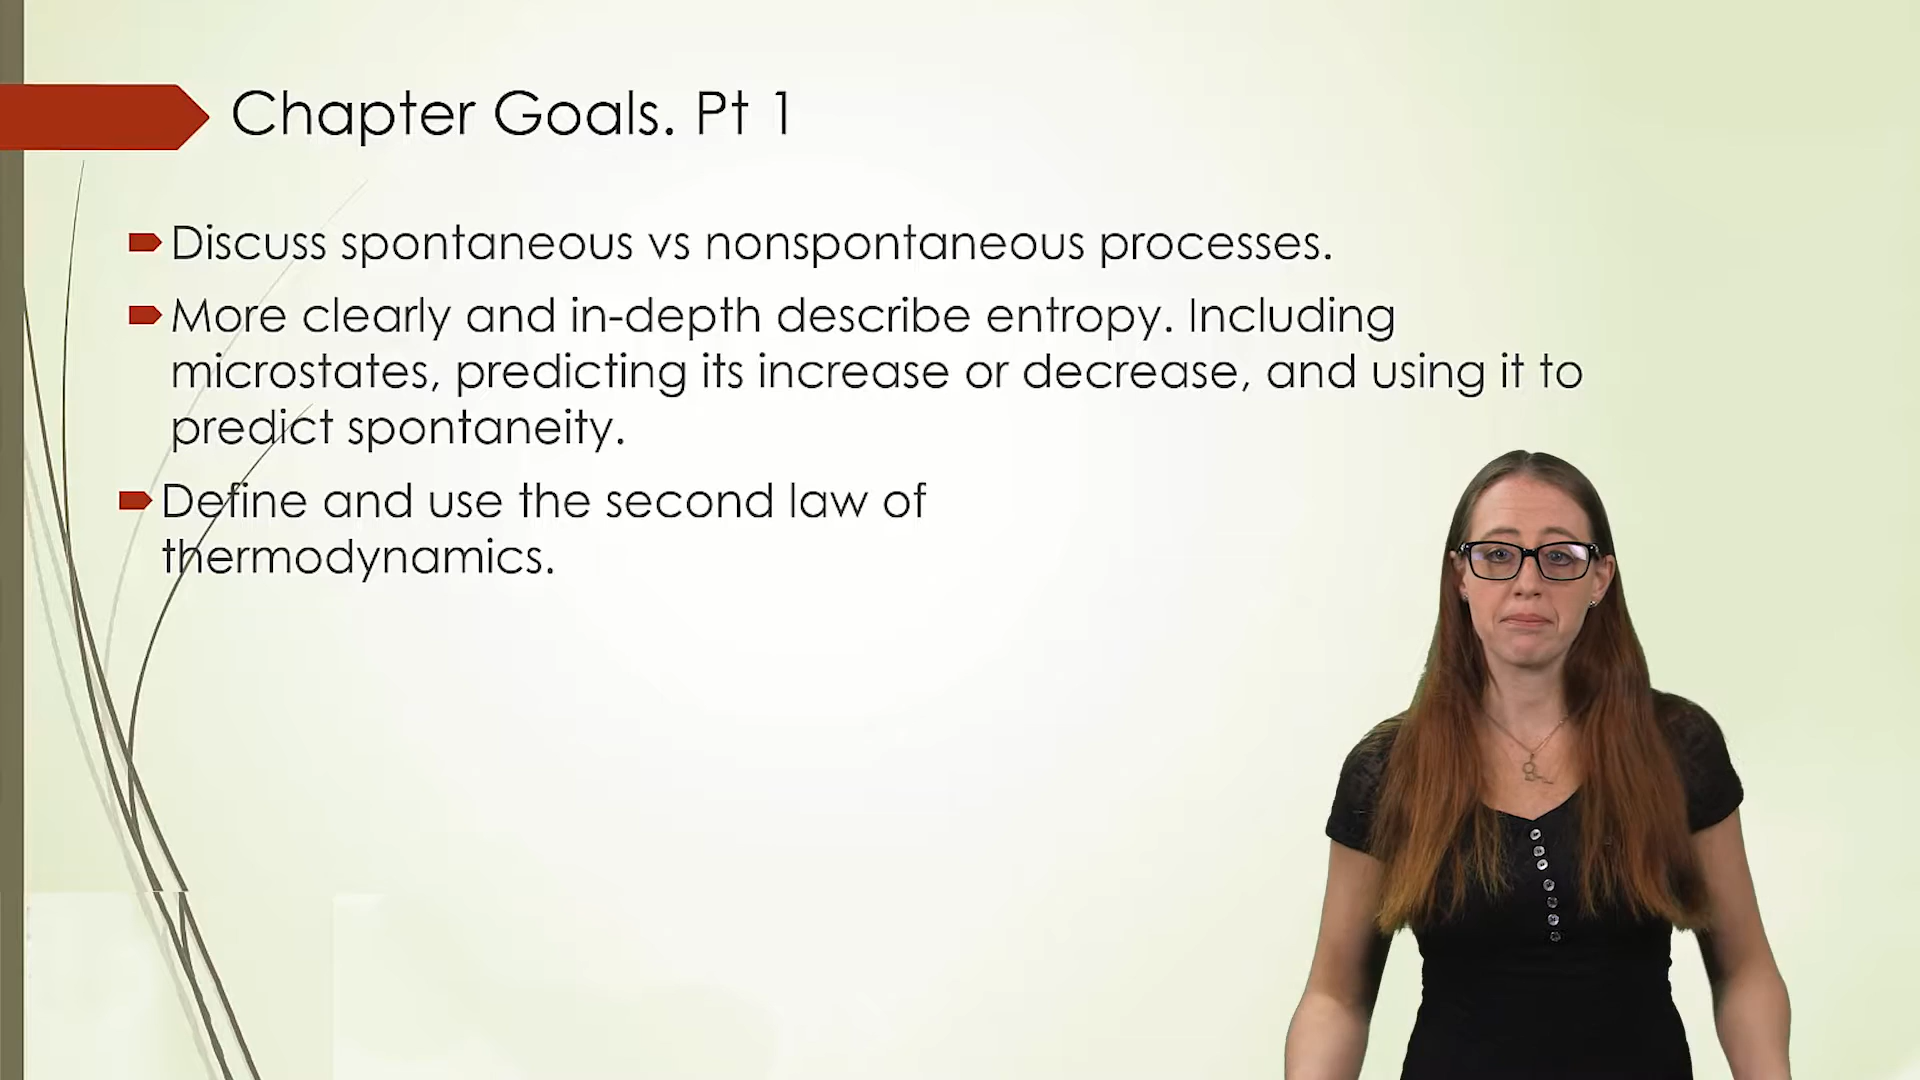 Chapter Goals. Pt 1
Discuss spontaneous vs nonspontaneous processes.
More clearly and in-depth describe entropy. Including
microstates, predicting its increase or decrease, and using it to
predict spontaneity.
Define and use the second law of
thermodynamics.